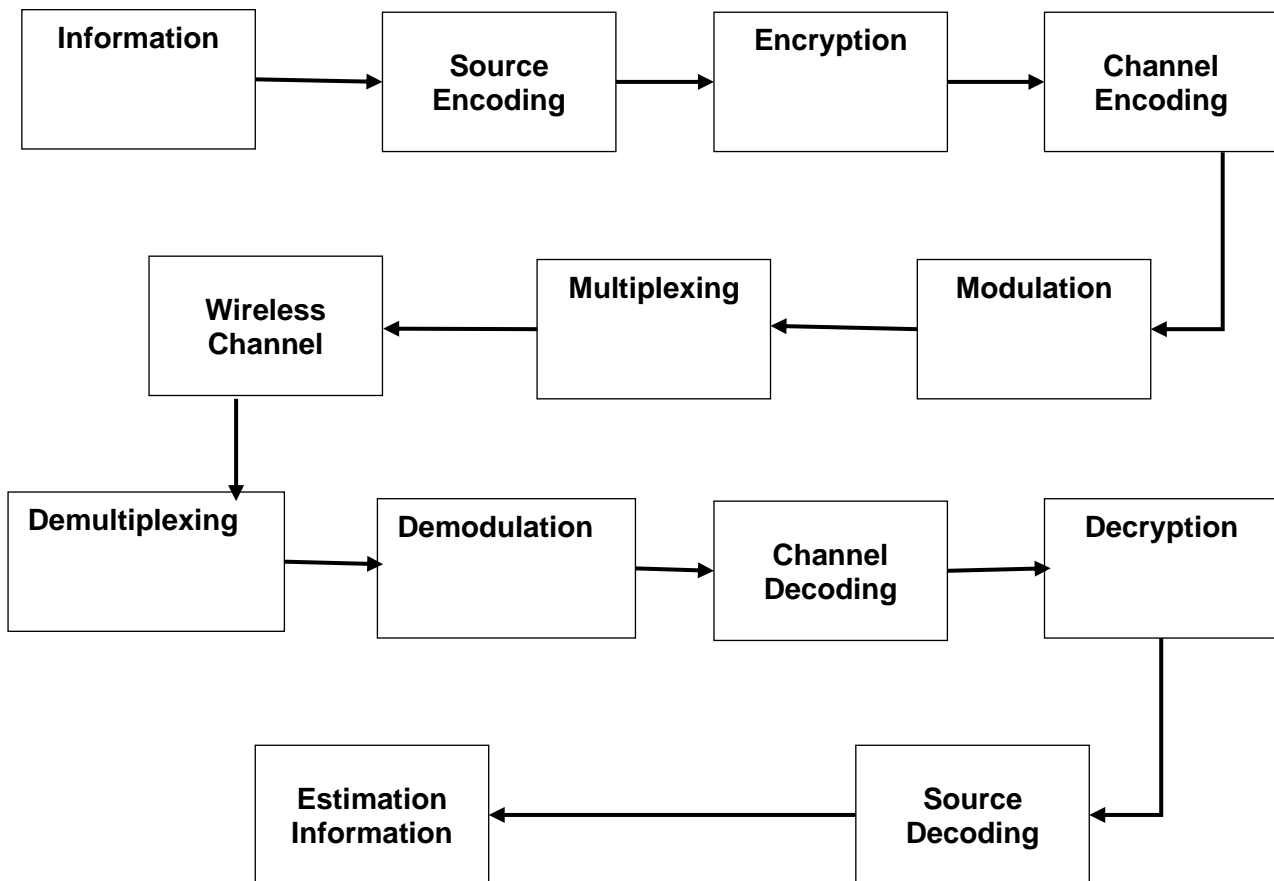 Information
Source
Encoding
Encryption
Channel
Encoding
Modulation
Multiplexing
Wireless
Channel
Demultiplexing
Demodulation
Channel
Decoding
Decryption
Source
Decoding
Estimation
Information